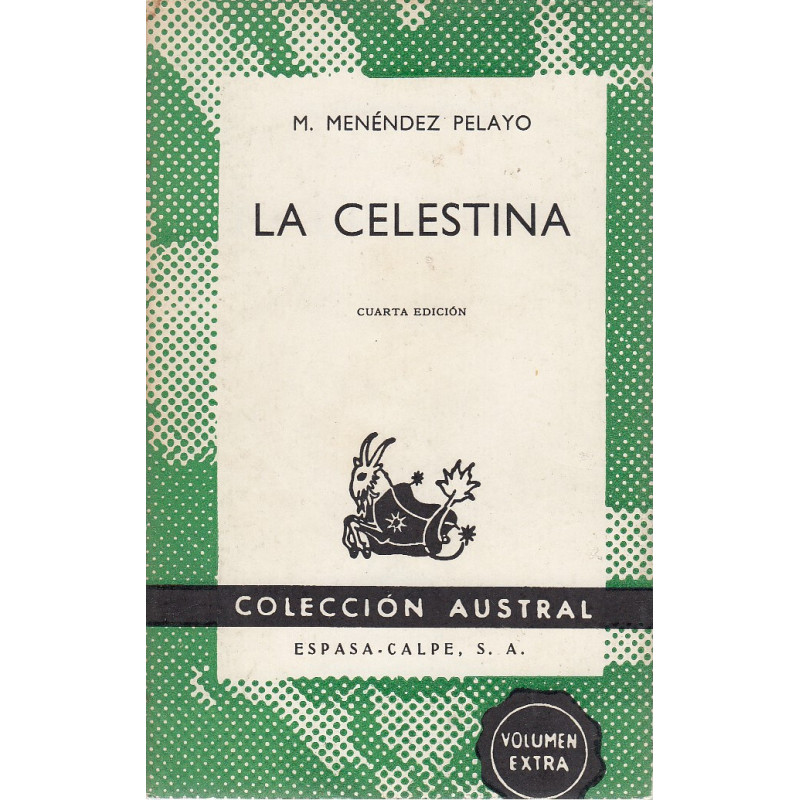 M. MENÉNDEZ PELAYO
LA CELESTINA
CUARTA EDICIÓN
COLECCIÓN AUSTRAL
ESPASA-CALPE, S. A.
VOLUMEN
EXTRA